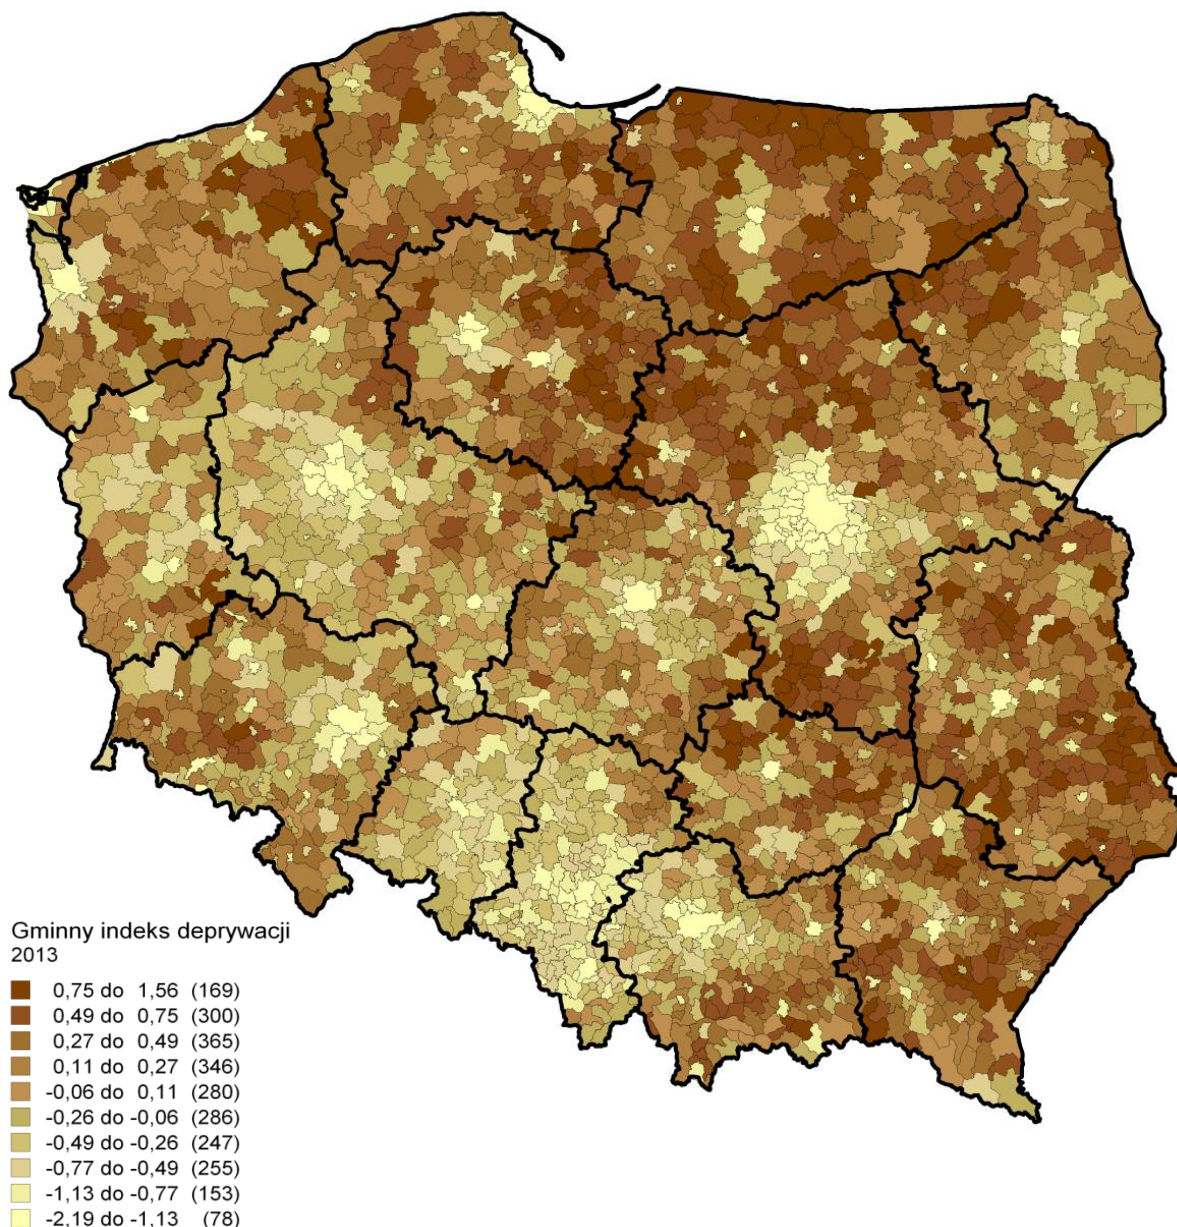 Gminny indeks deprywacji
2013
0,75 do 1,56 (169)
0,49 do 0,75 (300)
0,27 do 0,49 (365)
0,11 do 0,27 (346)
-0,06 do 0,11 (280)
-0,26 do -0,06 (286)
-0,49 do -0,26 (247)
-0,77 do -0,49 (255)
-1,13 do -0,77 (153)
-2,19 do -1,13 (78)